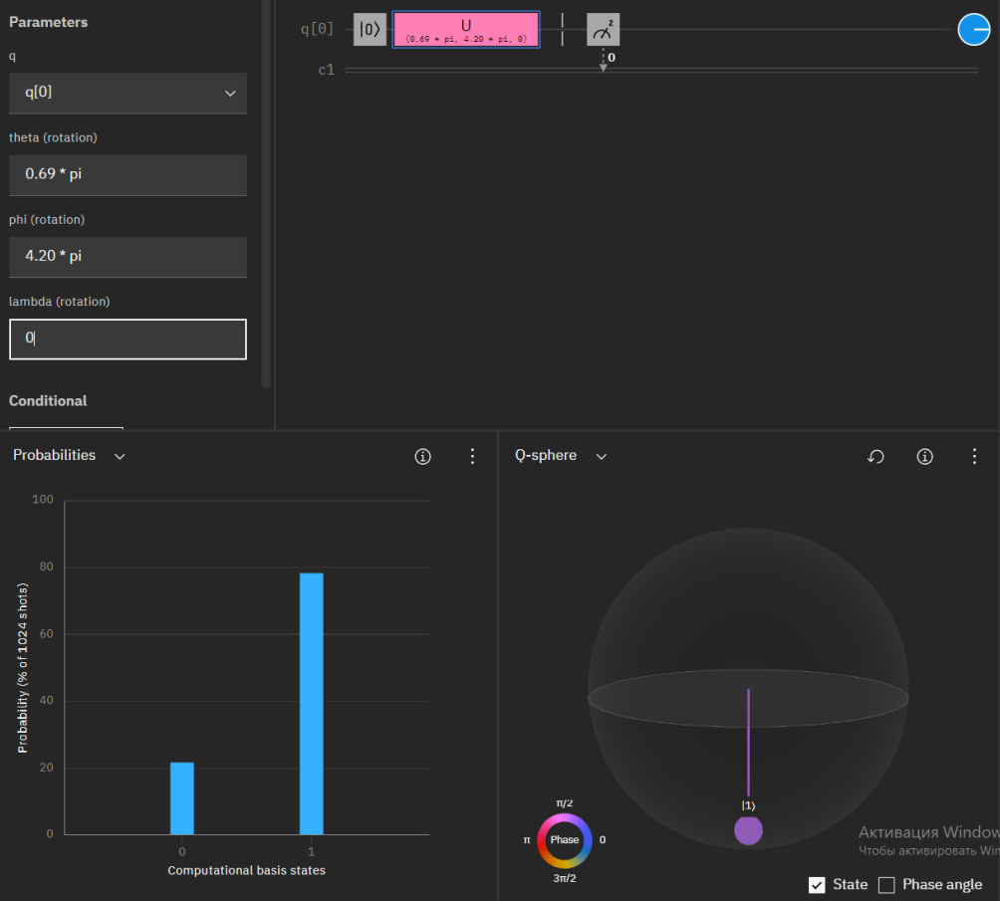 Parameters
q
q[0]
theta (rotation)
0.69 * pi
phi (rotation)
4.20 * pi
lambda (rotation)
0
Conditional
q[0] |0⟩ U
(0.69 * pi, 4.20 * pi, 0)
z
0
c1
Probabilities
Probability (% of 1024 shots)
100
80
60
40
20
0
0 1
Computational basis states
Q-sphere
|1⟩
π/2
π Phase 0
3π/2
Активация Window
Чтобы активировать Win
State Phase angle